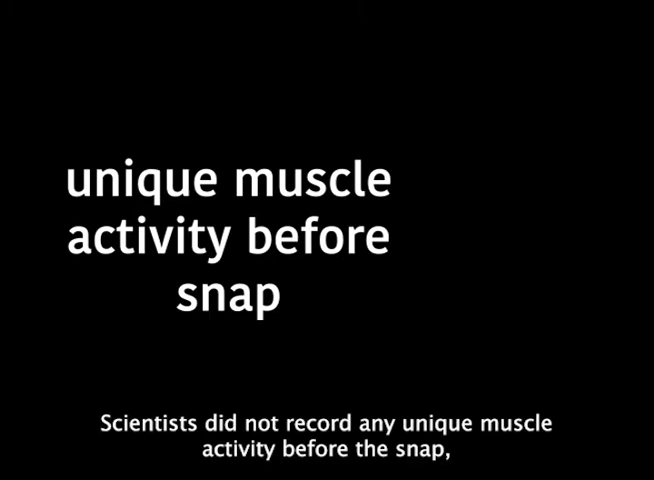 unique muscle
activity before
snap
Scientists did not record any unique muscle
activity before the snap,